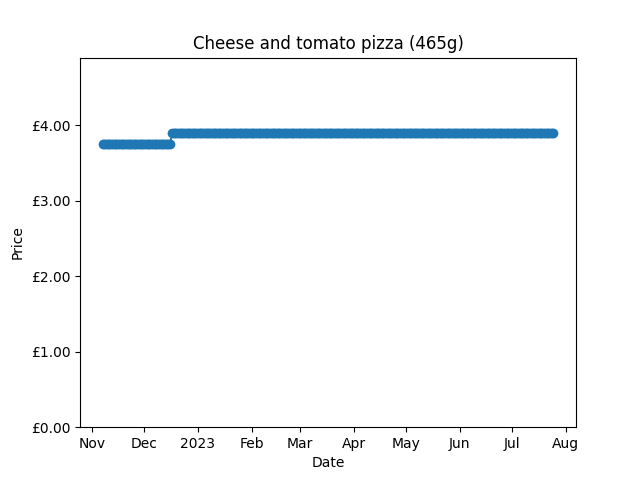 Cheese and tomato pizza (465g)
£4.00
£3.00
£2.00
£1.00
£0.00
Price
Nov Dec 2023 Feb Mar Apr May Jun Jul Aug
Date